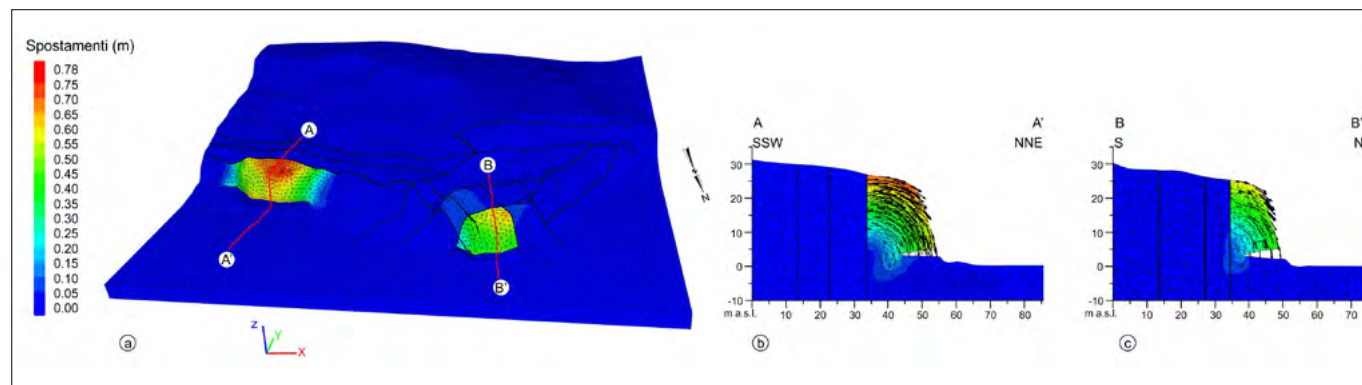 Spostamenti (m)
0.78
0.75
0.70
0.65
0.60
0.55
0.50
0.45
0.40
0.35
0.30
0.25
0.20
0.15
0.10
0.05
0.00
A
A'
B
B'
N
z
Y
X
a
A A'
SSW NNE
30
20
10
0
-10
m a.s.l. 10 20 30 40 50 60 70 80
b
B B'
S N
30
20
10
0
-10
m a.s.l. 10 20 30 40 50 60 70
c